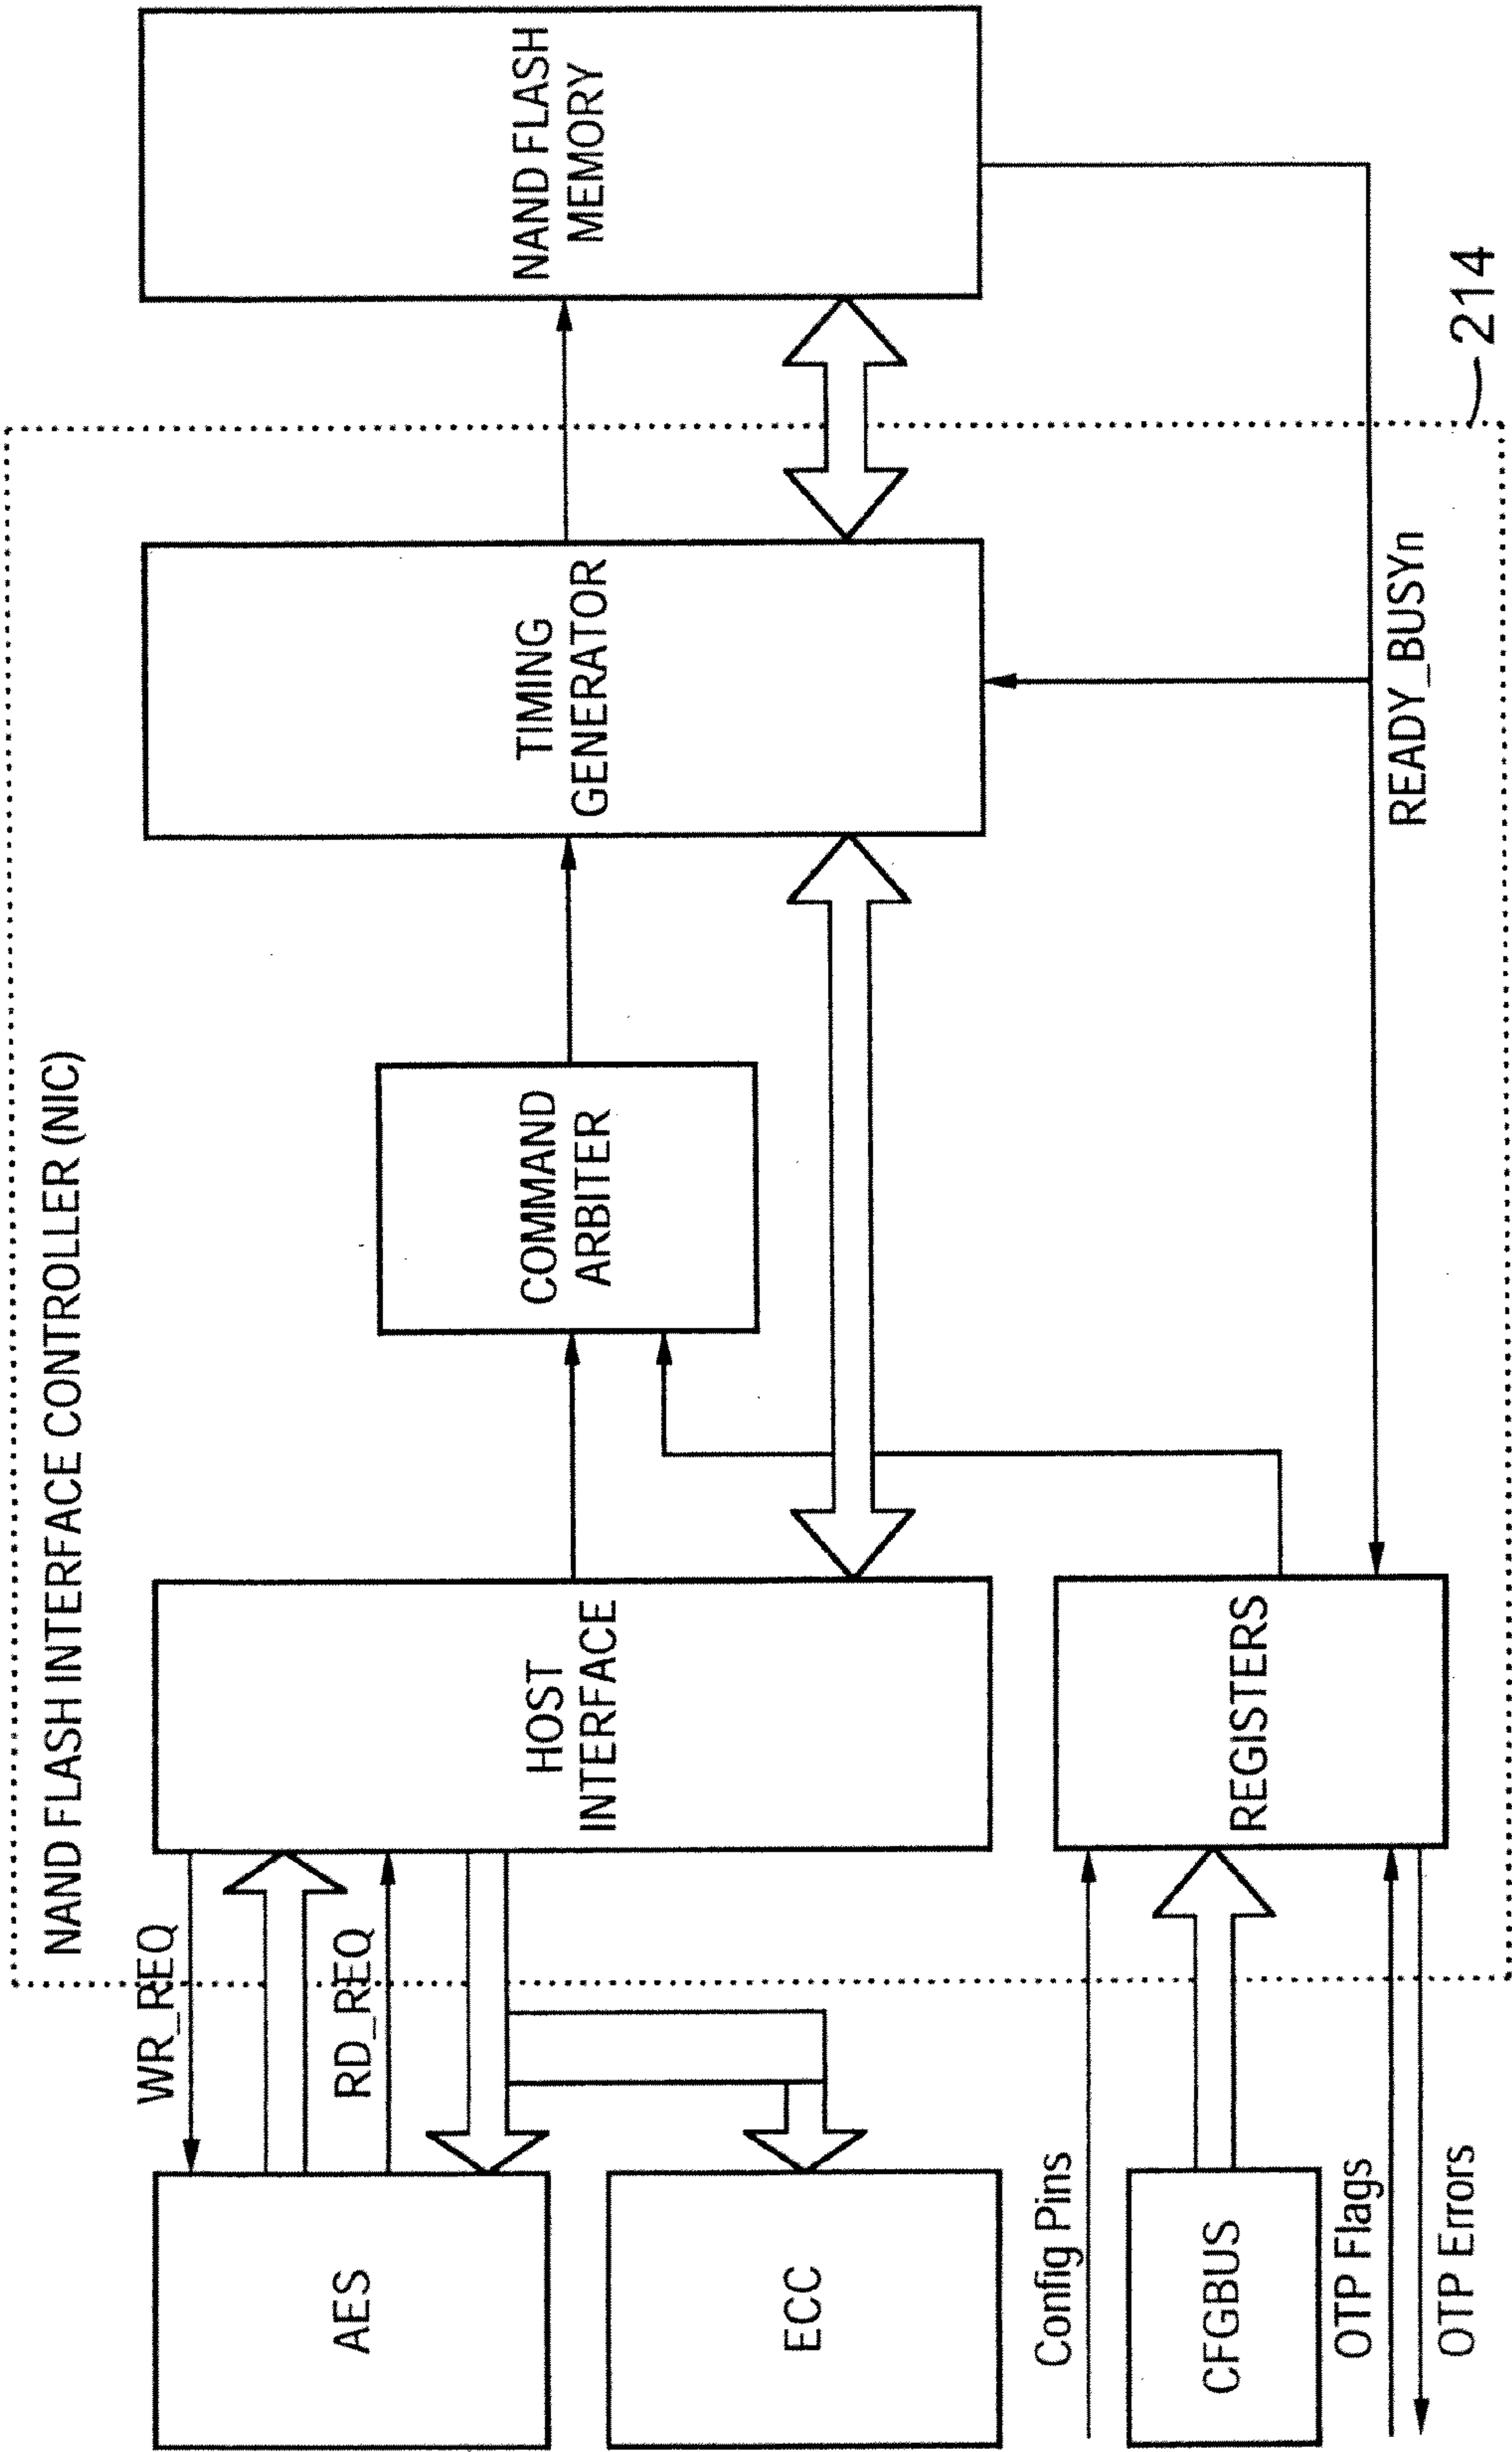 NAND FLASH INTERFACE CONTROLLER (NIC)
WR_REQ
RD_REQ
AES
ECC
HOST
INTERFACE
COMMAND
ARBITER
TIMING
GENERATOR
NAND FLASH
MEMORY
Config Pins
CFGBUS
OTP Flags
OTP Errors
REGISTERS
READY_BUSYn
214